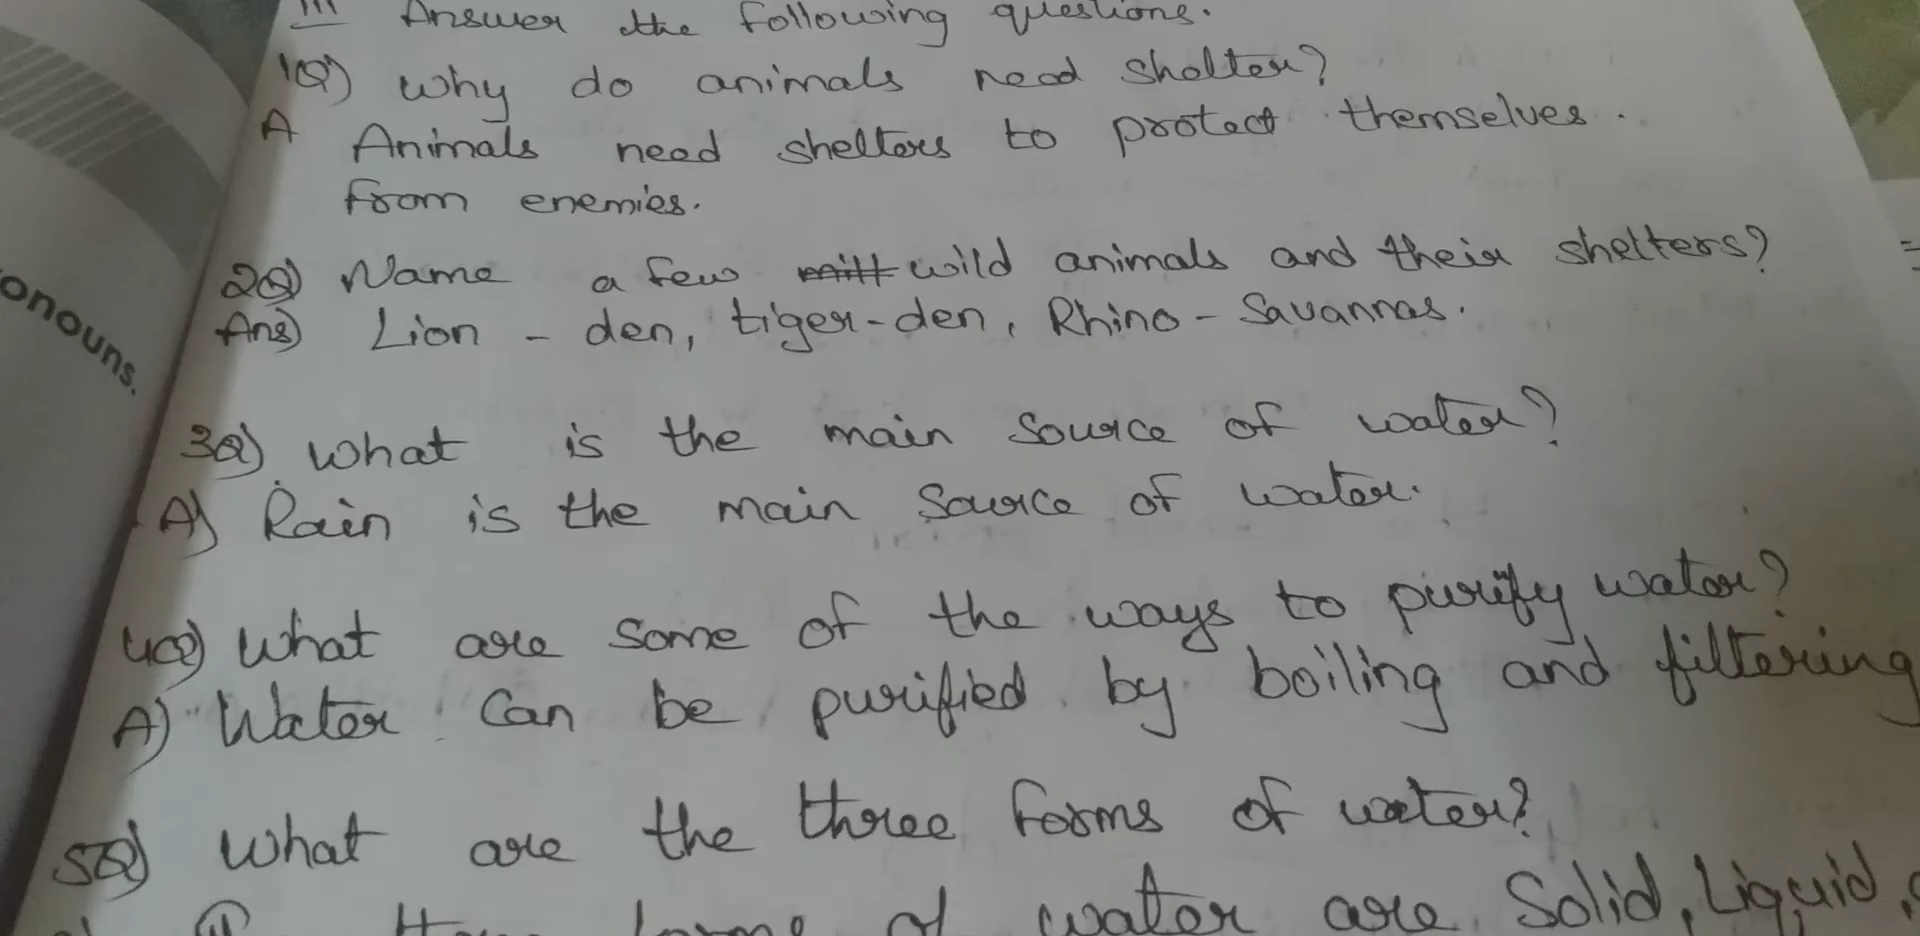 III Answer the following questions.
1Q) Why do animals need shelter?
A Animals need shelters to protect themselves.
from enemies.
2Q) Name a few wild animals and their shelters?
Ans) Lion - den, tiger-den, Rhino - Savannas.
onouns.
3Q) What is the main source of water?
A) Rain is the main source of water.
4Q) What are some of the ways to purify water?
A) Water can be purified by boiling and filtering
5Q) What are the three forms of water?
forms of water are Solid, Liquid,